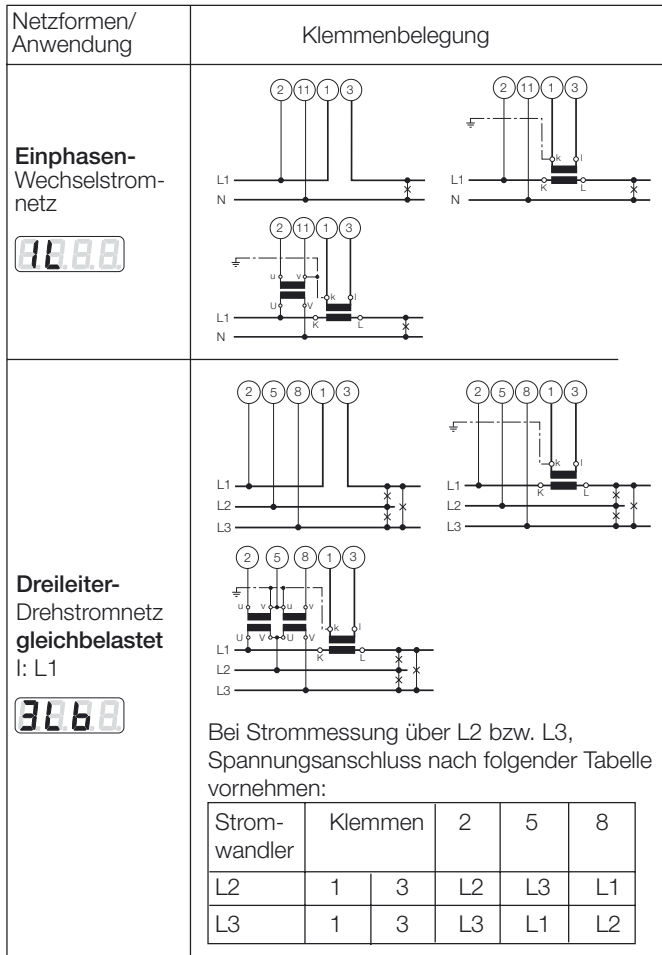 Netzformen/
Anwendung
Klemmenbelegung
Einphasen-
Wechselstrom-
netz
1L
2 11 1 3
L1
N
2 11 1 3
k l
L1 K L
N
2 11 1 3
u v
k l
U V
L1 K L
N
Dreileiter-
Drehstromnetz
gleichbelastet
I: L1
3Lb
2 5 8 1 3
L1
L2
L3
2 5 8 1 3
k l
L1 K L
L2
L3
2 5 8 1 3
u v u v
k l
U V U V
L1 K L
L2
L3
Bei Strommessung über L2 bzw. L3,
Spannungsanschluss nach folgender Tabelle
vornehmen:
Strom- Klemmen 2 5 8
wandler
L2 1 3 L2 L3 L1
L3 1 3 L3 L1 L2